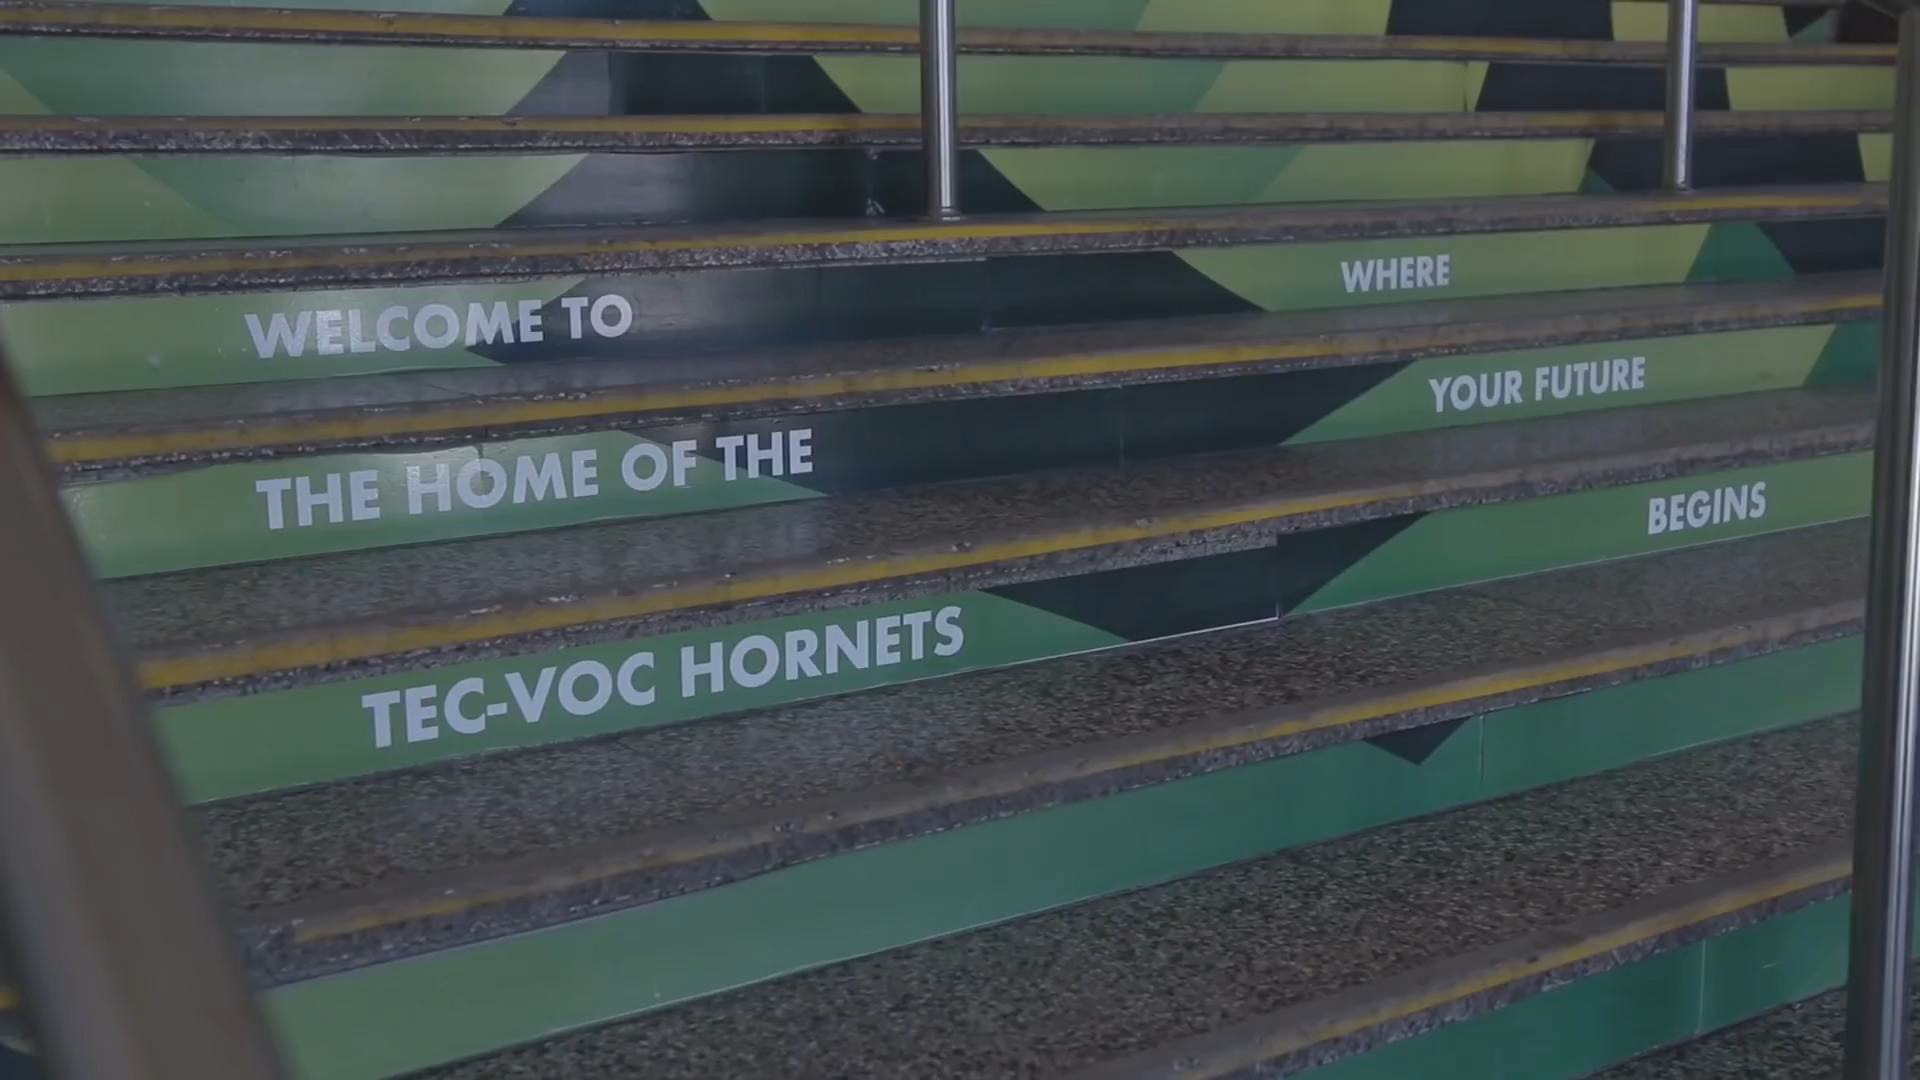 WELCOME TO
THE HOME OF THE
TEC-VOC HORNETS
WHERE
YOUR FUTURE
BEGINS